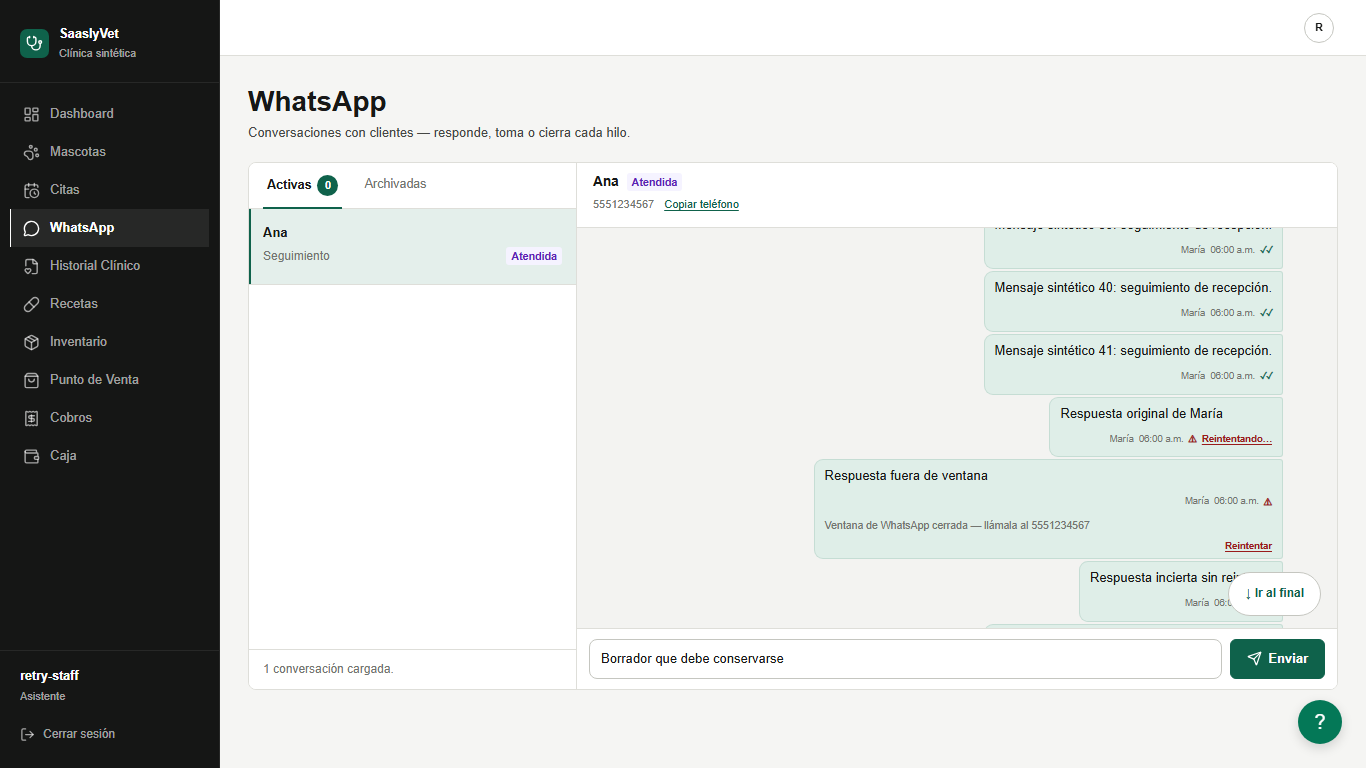 SaaslyVet
Clínica sintética
Dashboard
Mascotas
Citas
WhatsApp
Historial Clínico
Recetas
Inventario
Punto de Venta
Cobros
Caja
retry-staff
Asistente
Cerrar sesión
R
WhatsApp
Conversaciones con clientes — responde, toma o cierra cada hilo.
Activas 0 Archivadas
Ana
Seguimiento Atendida
1 conversación cargada.
Ana Atendida
5551234567 Copiar teléfono
seguimiento de recepción.
María 06:00 a.m.
Mensaje sintético 40: seguimiento de recepción.
María 06:00 a.m.
Mensaje sintético 41: seguimiento de recepción.
María 06:00 a.m.
Respuesta original de María
María 06:00 a.m. Reintentando...
Respuesta fuera de ventana
María 06:00 a.m.
Ventana de WhatsApp cerrada — llámala al 5551234567
Reintentar
Respuesta incierta sin
María
↓ Ir al final
Borrador que debe conservarse
Enviar
?